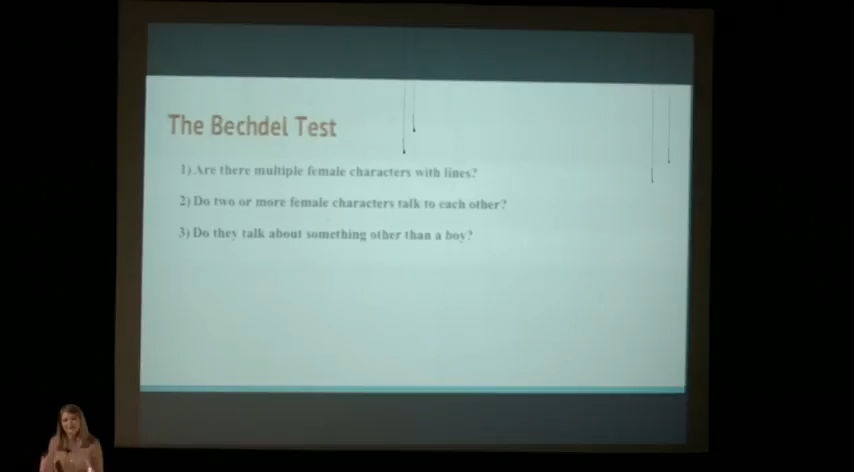 The Bechdel Test
1) Are there multiple female characters with lines?
2) Do two or more female characters talk to each other?
3) Do they talk about something other than a boy?